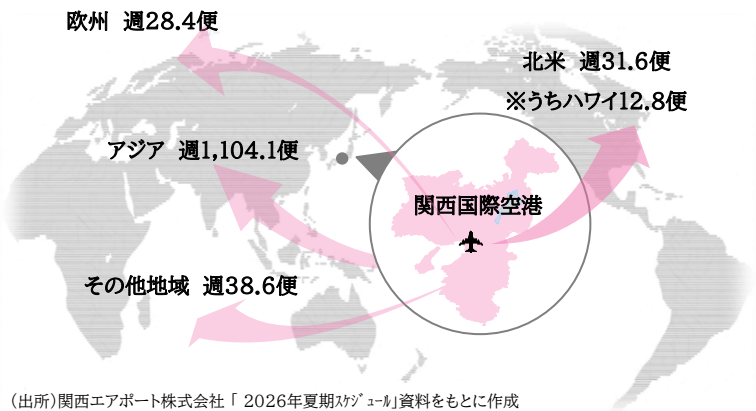 欧州 週28.4便
北米 週31.6便
※うちハワイ12.8便
アジア 週1,104.1便
関西国際空港
その他地域 週38.6便
（出所）関西エアポート株式会社「 2026年夏期ｽｹｼﾞｭｰﾙ」資料をもとに作成